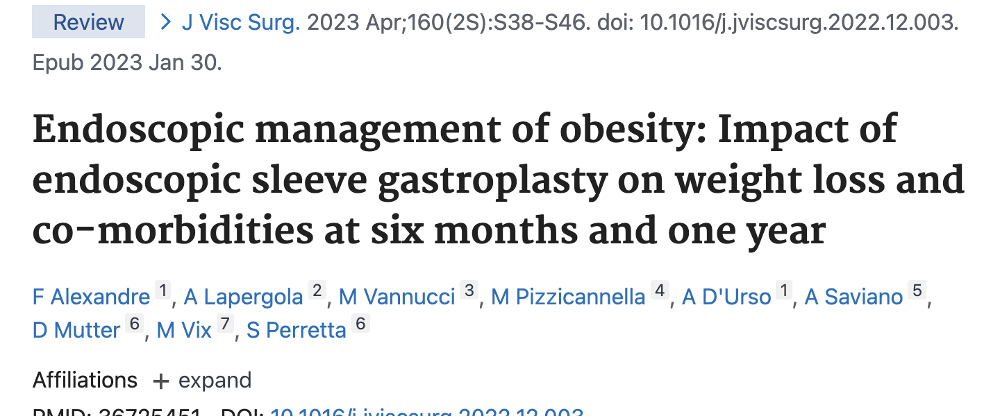 Review > J Visc Surg. 2023 Apr;160(2S):S38-S46. doi: 10.1016/j.jviscsurg.2022.12.003.
Epub 2023 Jan 30.
Endoscopic management of obesity: Impact of
endoscopic sleeve gastroplasty on weight loss and
co-morbidities at six months and one year
F Alexandre 1, A Lapergola 2, M Vannucci 3, M Pizzicannella 4, A D'Urso 1, A Saviano 5,
D Mutter 6, M Vix 7, S Perretta 6
Affiliations + expand
PMID: 36725451 DOI: 10.1016/j.jviscsurg.2022.12.003